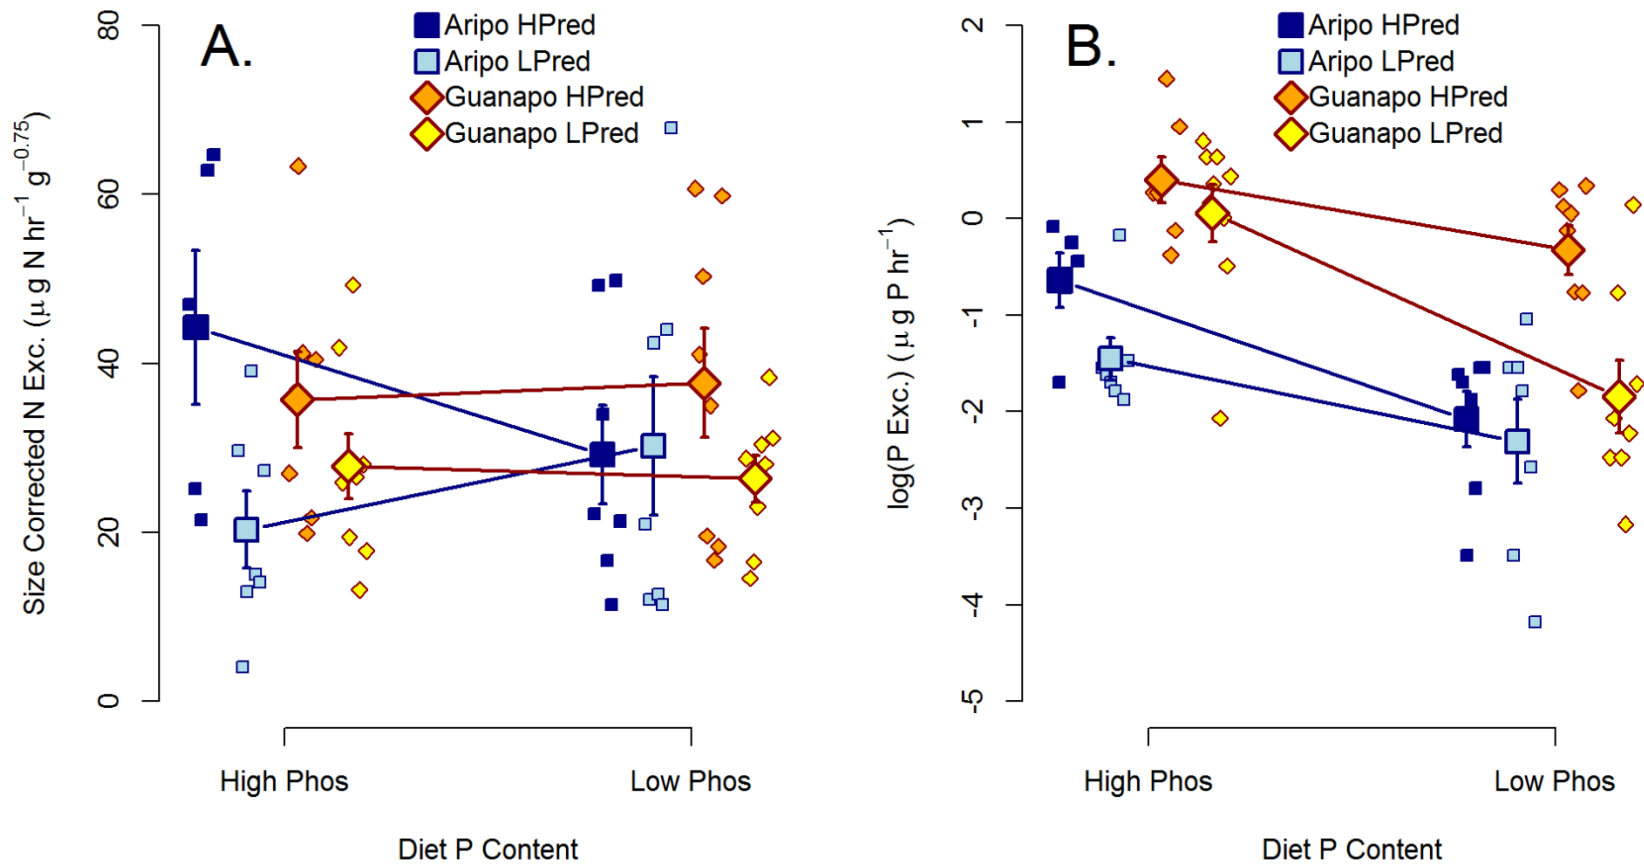 A.
Aripo HPred
Aripo LPred
Guanapo HPred
Guanapo LPred
80
60
40
20
0
Size Corrected N Exc. (μ g N hr⁻¹ g⁻⁰·⁷⁵)
High Phos
Low Phos
Diet P Content
B.
Aripo HPred
Aripo LPred
Guanapo HPred
Guanapo LPred
2
1
0
-1
-2
-3
-4
-5
log(P Exc.) (μ g P hr⁻¹)
High Phos
Low Phos
Diet P Content